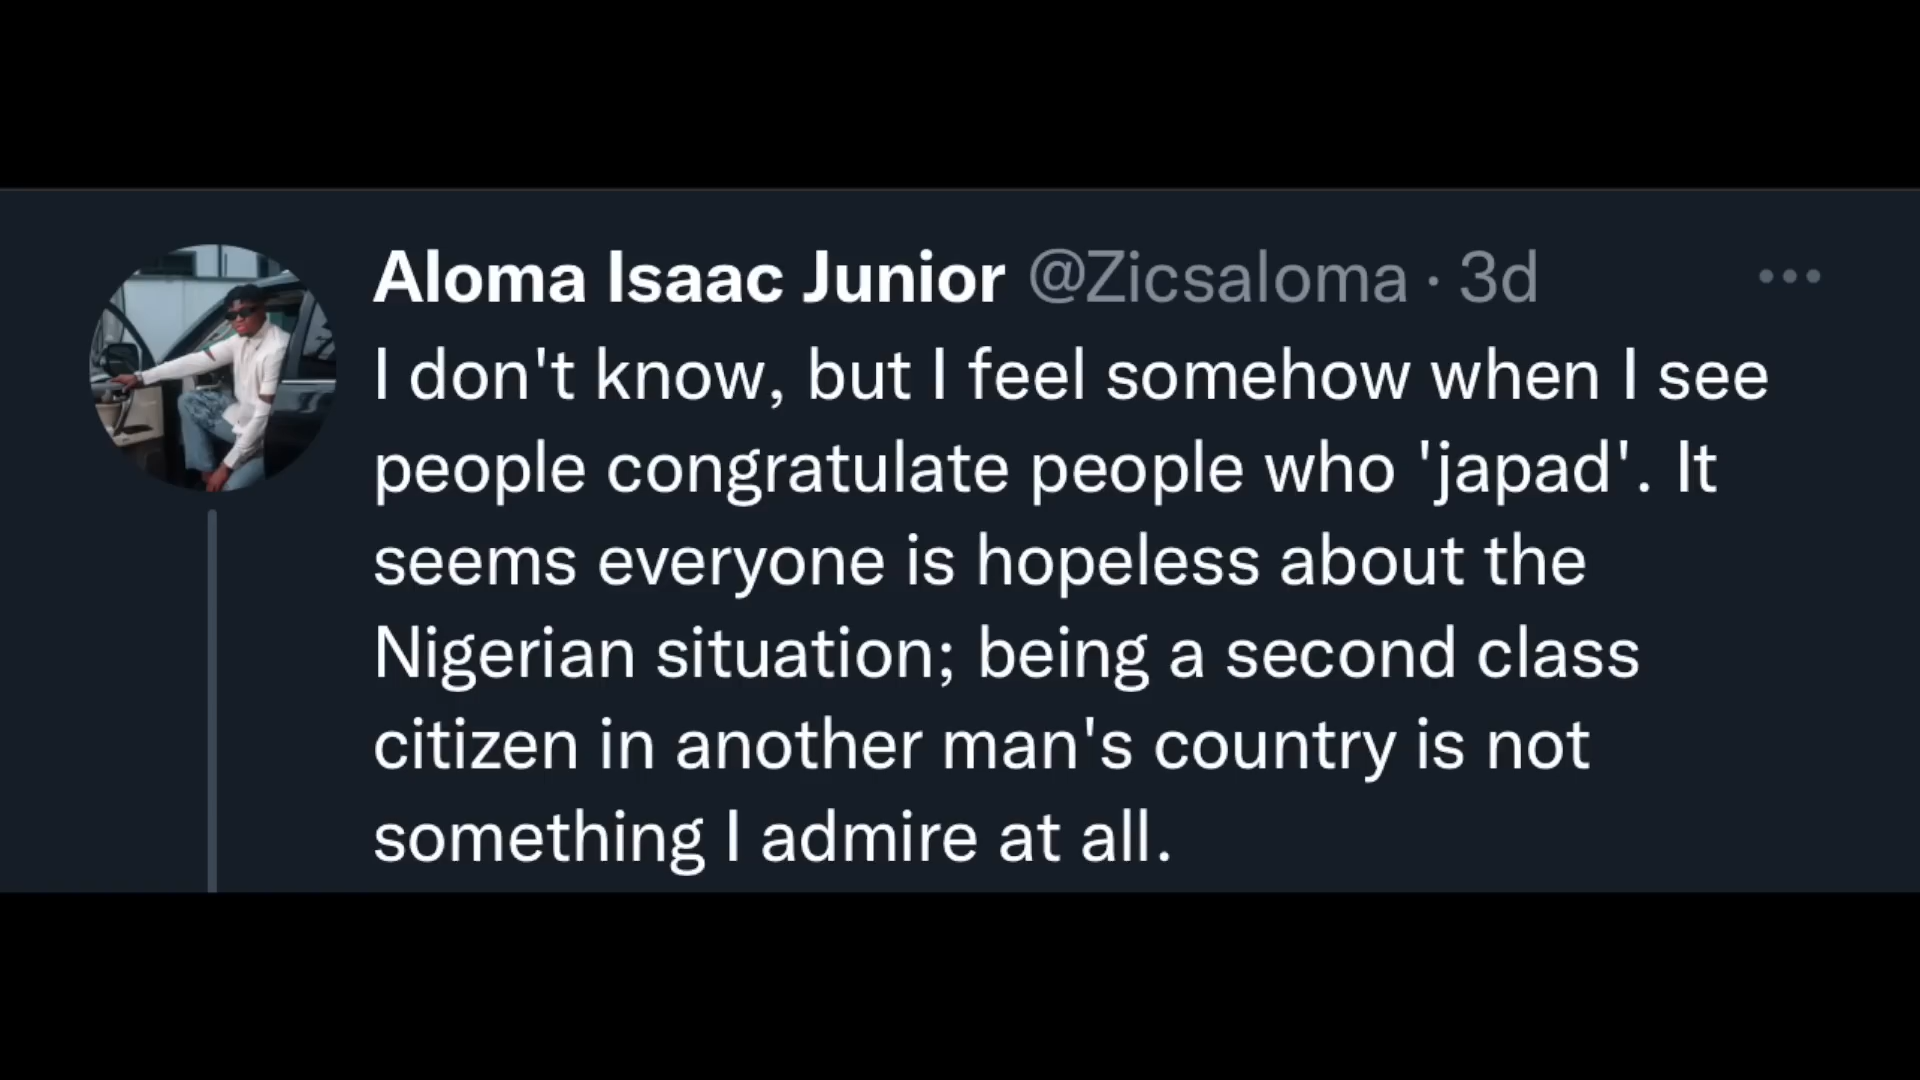 Aloma Isaac Junior @Zicsaloma · 3d
I don't know, but I feel somehow when I see
people congratulate people who 'japad'. It
seems everyone is hopeless about the
Nigerian situation; being a second class
citizen in another man's country is not
something I admire at all.